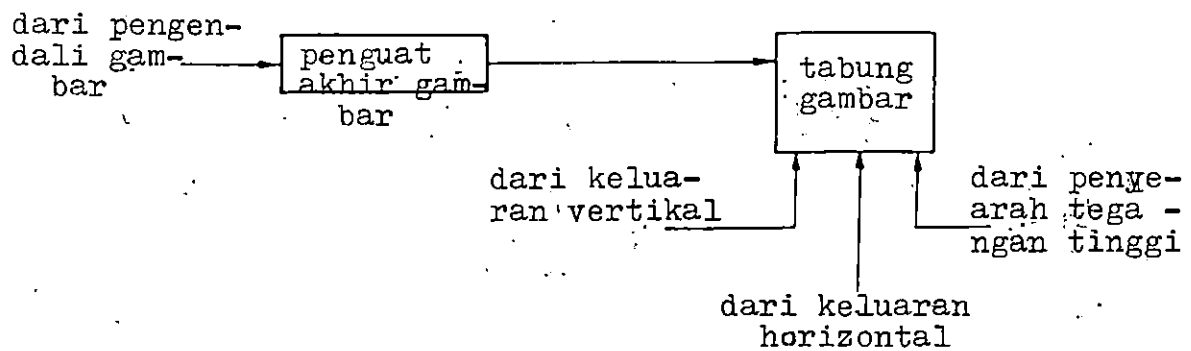 dari pengen-
dali gam-
bar
penguat
akhir gam-
bar
tabung
gambar
dari kelua-
ran vertikal
dari penye-
arah tega -
ngan tinggi
dari keluaran
horizontal